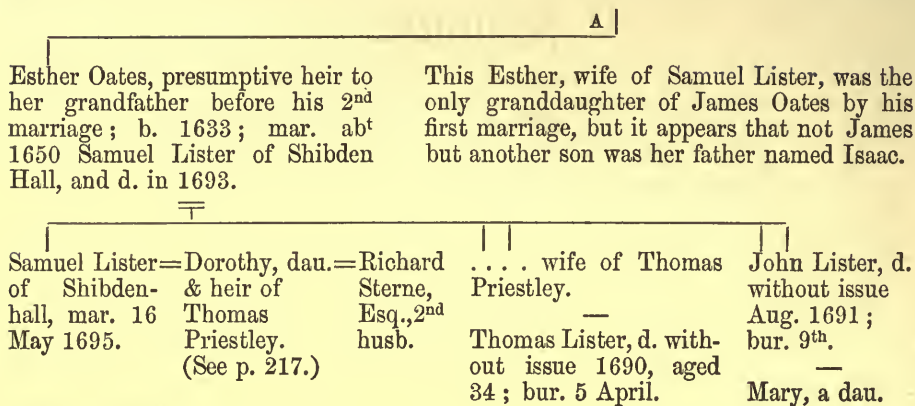 A
Esther Oates, presumptive heir to
her grandfather before his 2nd
marriage; b. 1633; mar. abt
1650 Samuel Lister of Shibden
Hall, and d. in 1693.
This Esther, wife of Samuel Lister, was the
only granddaughter of James Oates by his
first marriage, but it appears that not James
but another son was her father named Isaac.
Samuel Lister=
of Shibden-
hall, mar. 16
May 1695.
Dorothy, dau.=
& heir of
Thomas
Priestley.
(See p. 217.)
Richard
Sterne,
Esq., 2nd
husb.
.... wife of Thomas
Priestley.
—
Thomas Lister, d. with-
out issue 1690, aged
34; bur. 5 April.
John Lister, d.
without issue
Aug. 1691;
bur. 9th.
—
Mary, a dau.